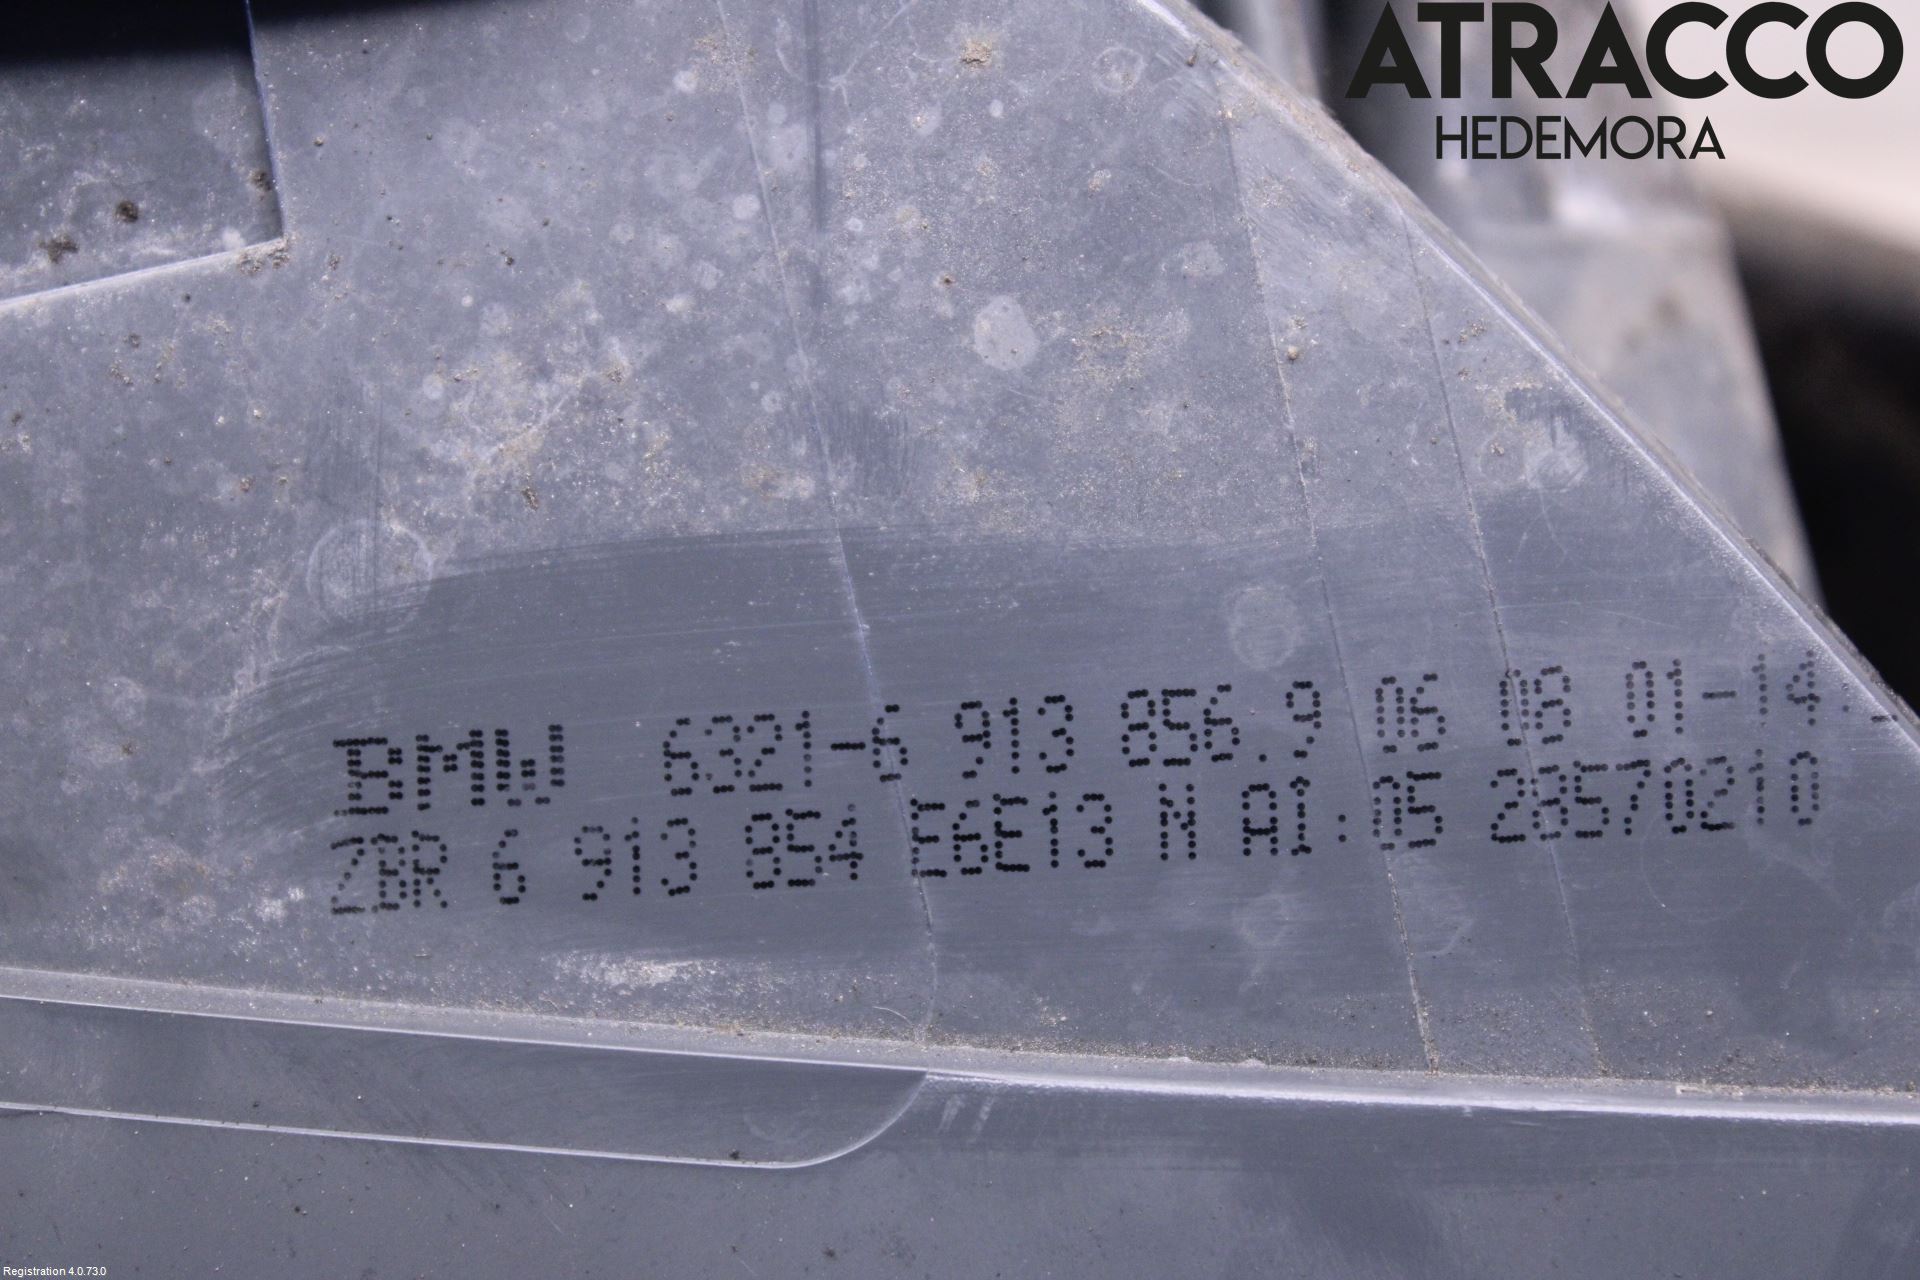 ATRACCO
HEDEMORA
BMW 6321-6 913 856.9 06 08 01-14._
ZBR 6 913 854 E6E13 N A1.05 28570210
Registration 4.0.73.0